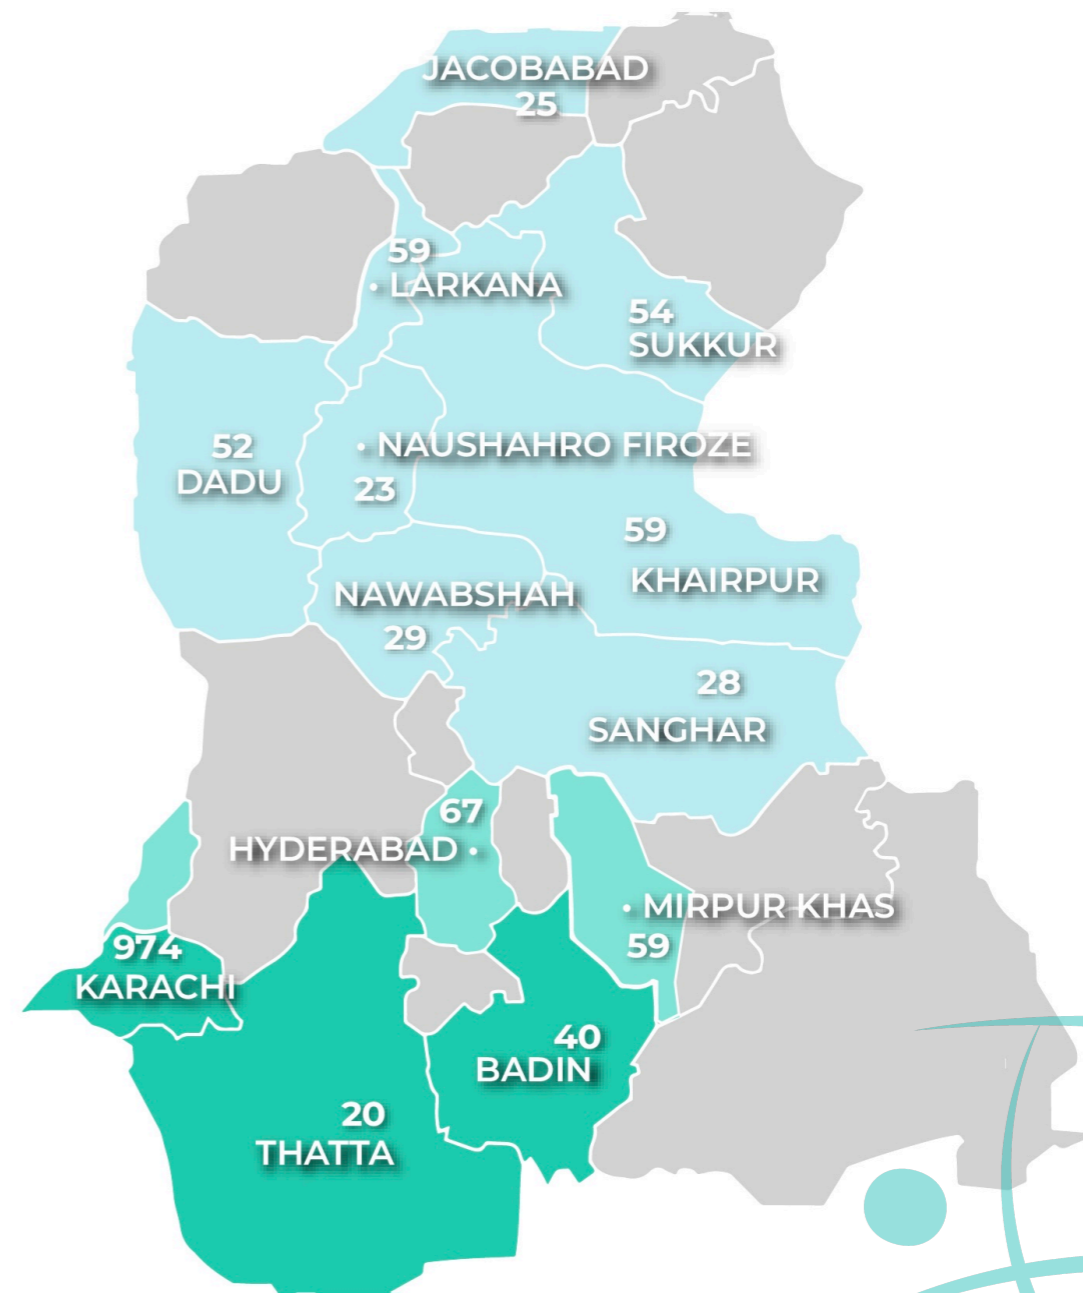 JACOBABAD
25
59
• LARKANA
54
SUKKUR
52
DADU
• NAUSHAHRO FIROZE
23
59
KHAIRPUR
NAWABSHAH
29
28
SANGHAR
67
HYDERABAD •
• MIRPUR KHAS
59
974
KARACHI
40
BADIN
20
THATTA